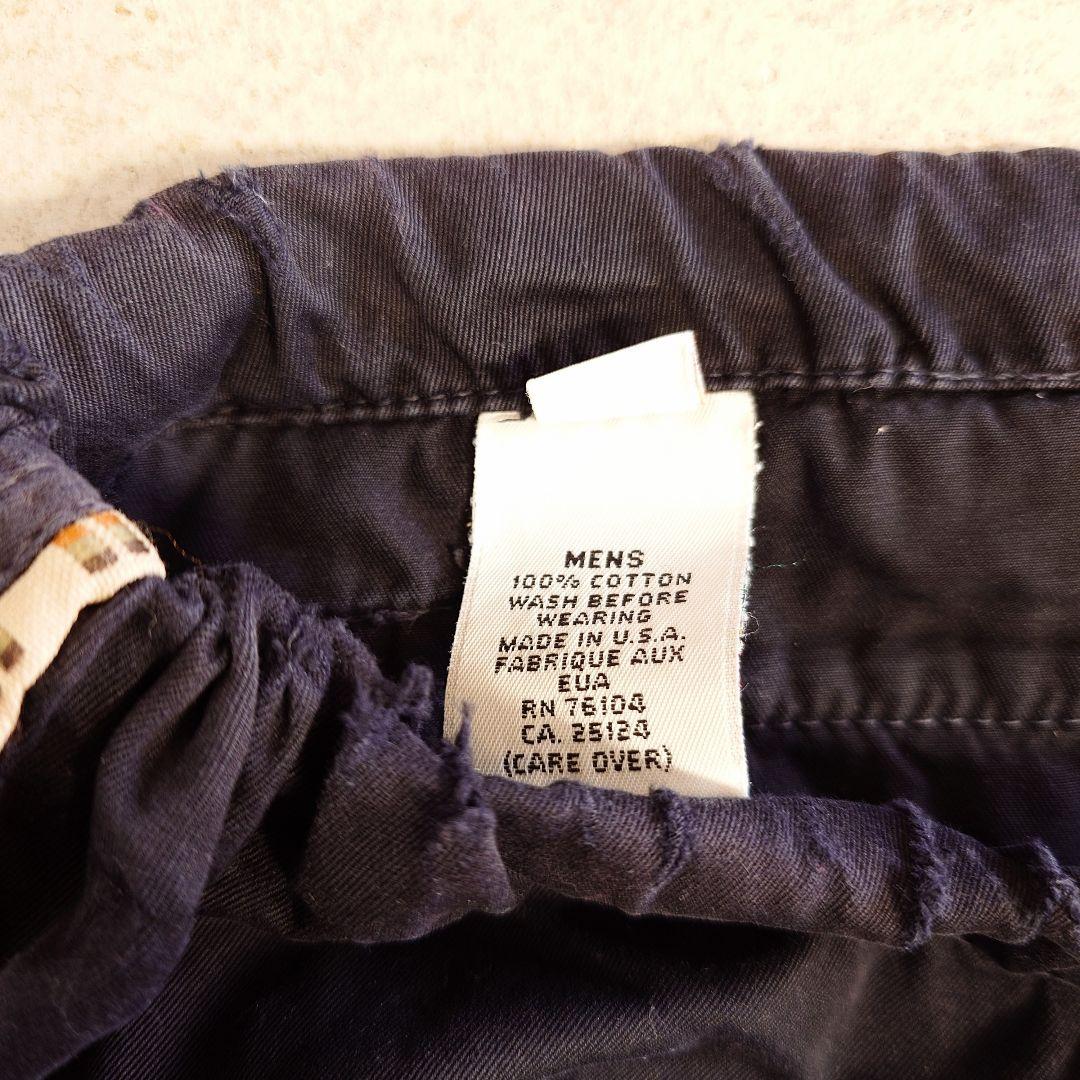 MENS
100% COTTON
WASH BEFORE
WEARING
MADE IN U.S.A.
FABRIQUE AUX
EUA
RN 76104
CA. 25124
(CARE OVER)